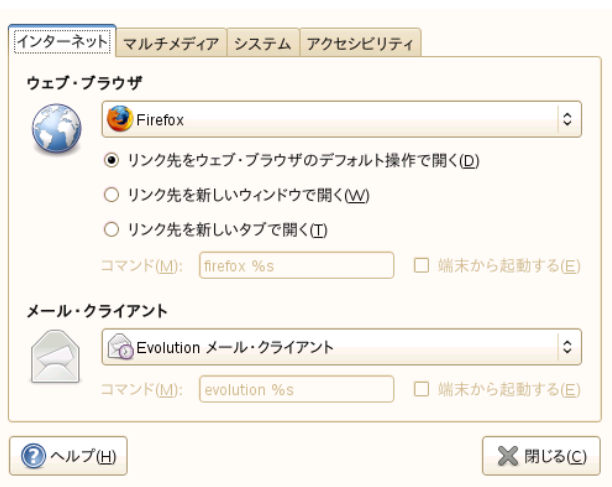 インターネット マルチメディア システム アクセシビリティ
ウェブ・ブラウザ
Firefox
リンク先をウェブ・ブラウザのデフォルト操作で開く(D)
リンク先を新しいウィンドウで開く(W)
リンク先を新しいタブで開く(T)
コマンド(M): firefox %s 端末から起動する(E)
メール・クライアント
Evolution メール・クライアント
コマンド(M): evolution %s 端末から起動する(E)
ヘルプ(H) 閉じる(C)